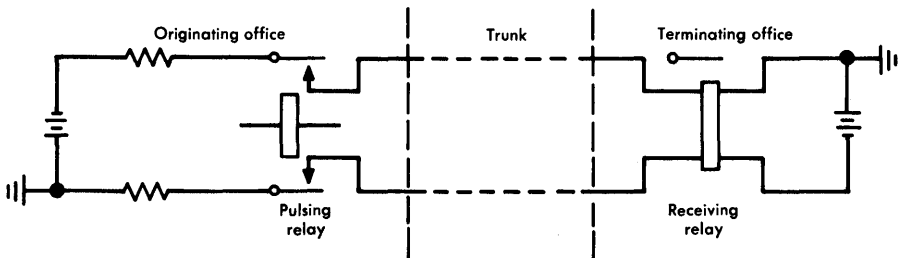 Originating office
Trunk
Terminating office
Pulsing
relay
Receiving
relay